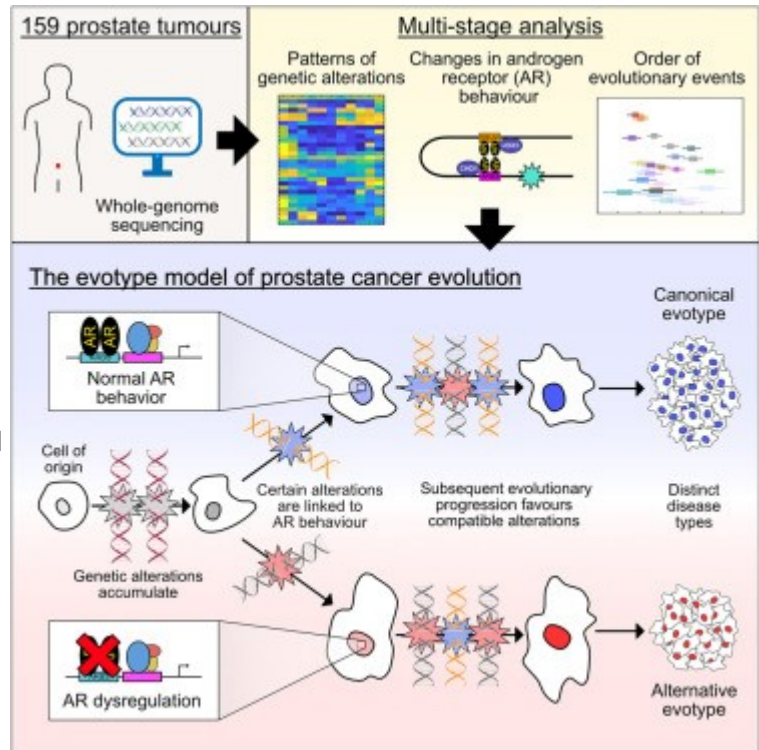 159 prostate tumours
Whole-genome
sequencing
Multi-stage analysis
Patterns of
genetic alterations
Changes in androgen
receptor (AR)
behaviour
Order of
evolutionary events
The evotype model of prostate cancer evolution
AR AR
Normal AR
behavior
Canonical
evotype
Cell of
origin
Genetic alterations
accumulate
Certain alterations
are linked to
AR behaviour
Subsequent evolutionary
progression favours
compatible alterations
Distinct
disease
types
AR dysregulation
Alternative
evotype